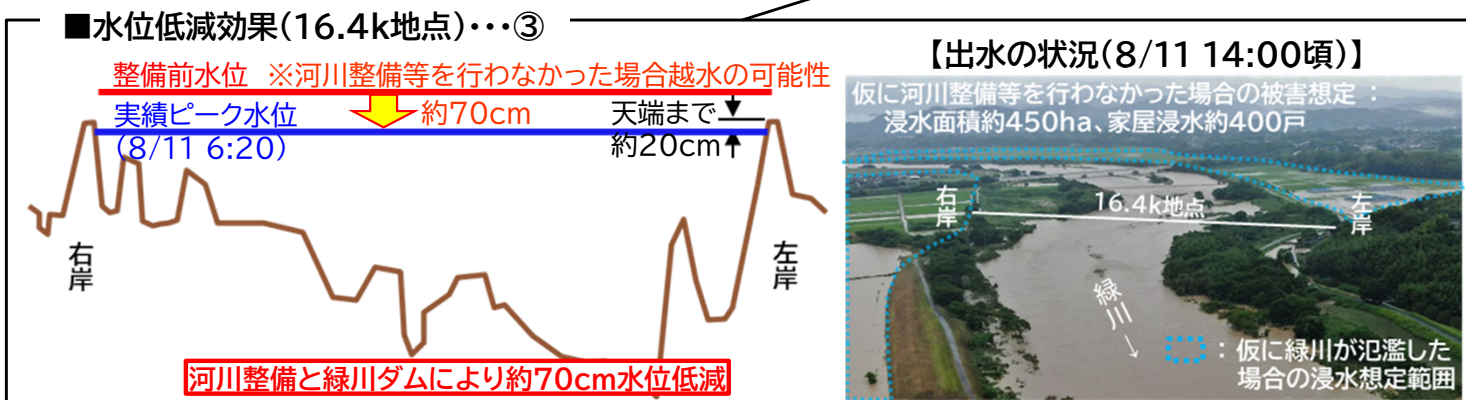 ■水位低減効果(16.4k地点)･･･③
整備前水位 ※河川整備等を行わなかった場合越水の可能性
実績ピーク水位
(8/11 6:20)
約70cm
天端まで
約20cm
右岸
左岸
河川整備と緑川ダムにより約70cm水位低減
【出水の状況(8/11 14:00頃)】
仮に河川整備等を行わなかった場合の被害想定：
浸水面積約450ha、家屋浸水約400戸
右岸
16.4k地点
左岸
緑川
：仮に緑川が氾濫した
場合の浸水想定範囲